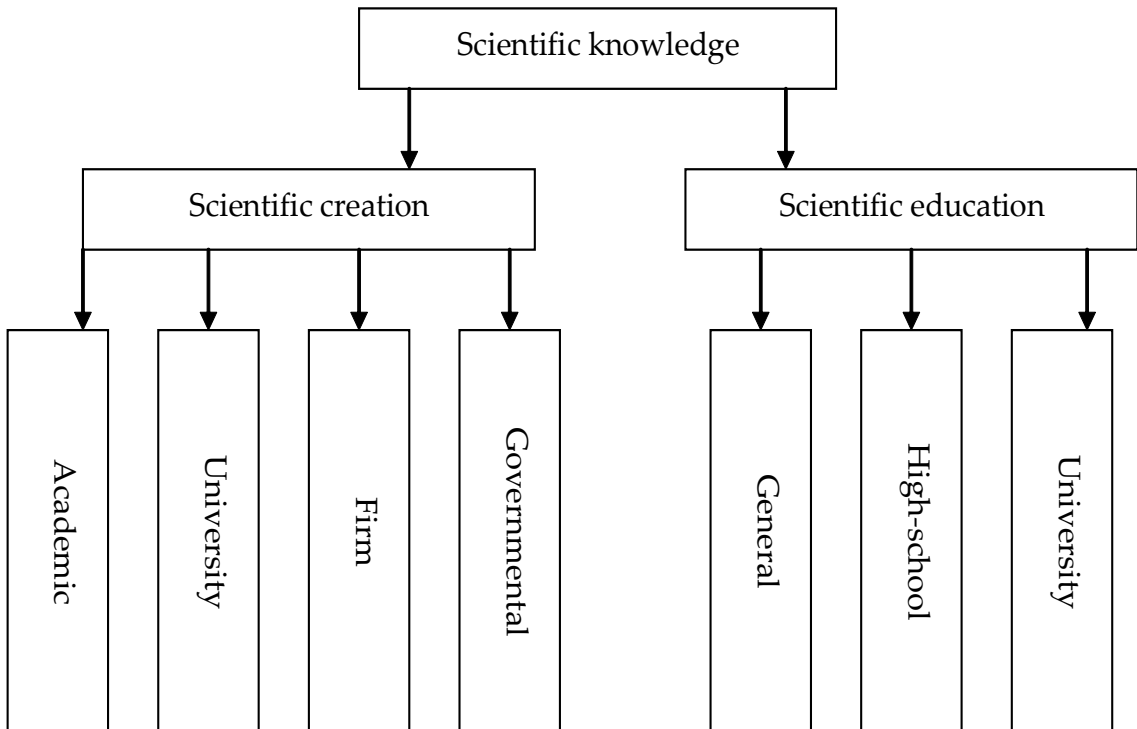 Scientific knowledge
Scientific creation
Scientific education
Academic
University
Firm
Governmental
General
High-school
University